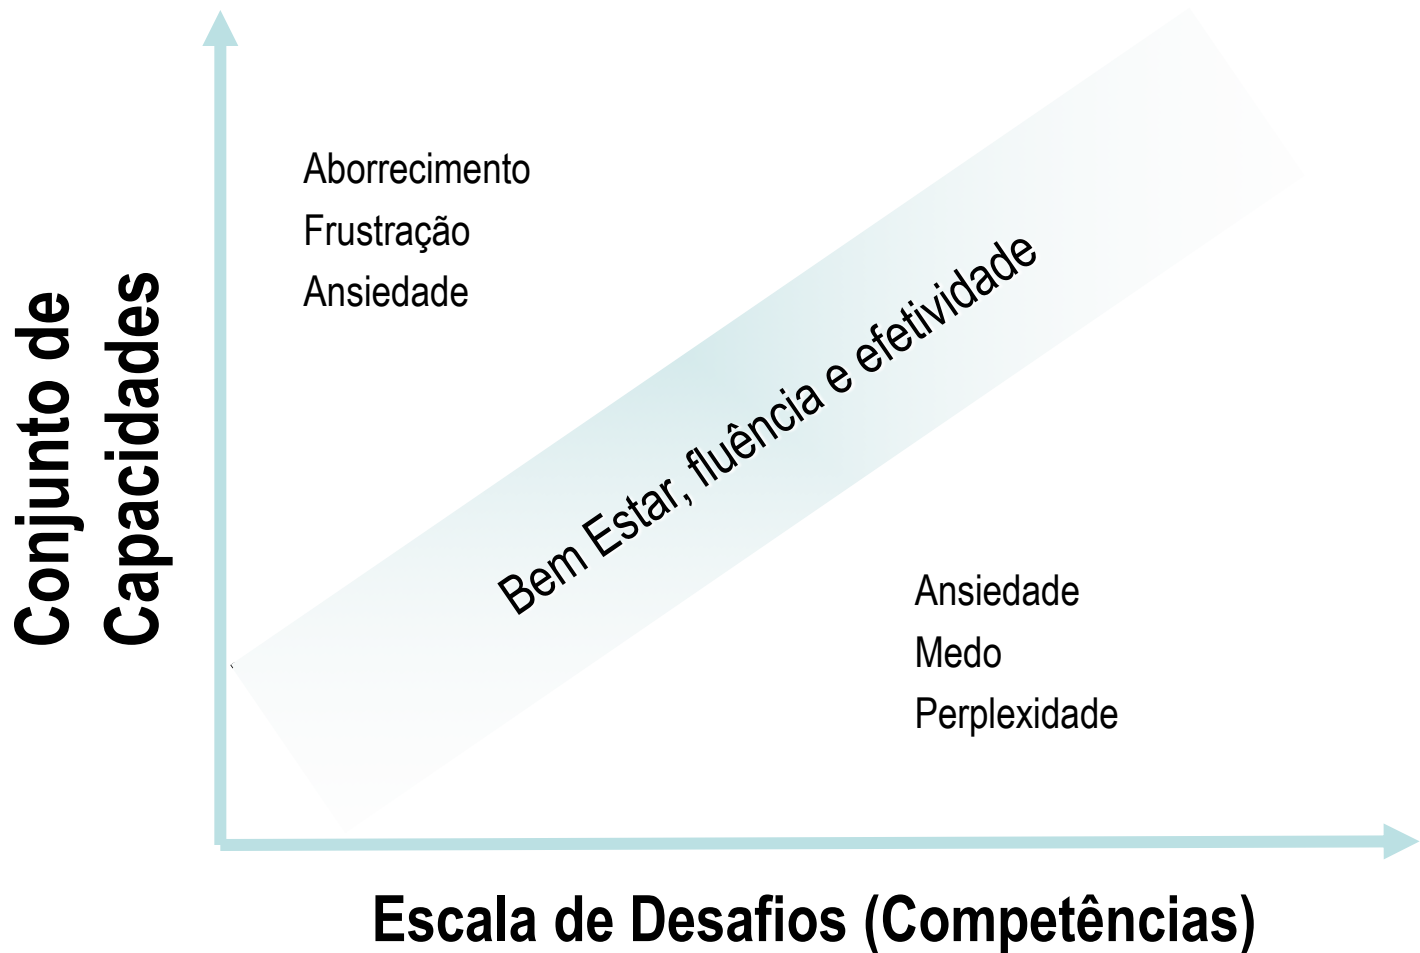 Aborrecimento
Frustração
Ansiedade
Conjunto de
Capacidades
Bem Estar, fluência e efetividade
Ansiedade
Medo
Perplexidade
Escala de Desafios (Competências)